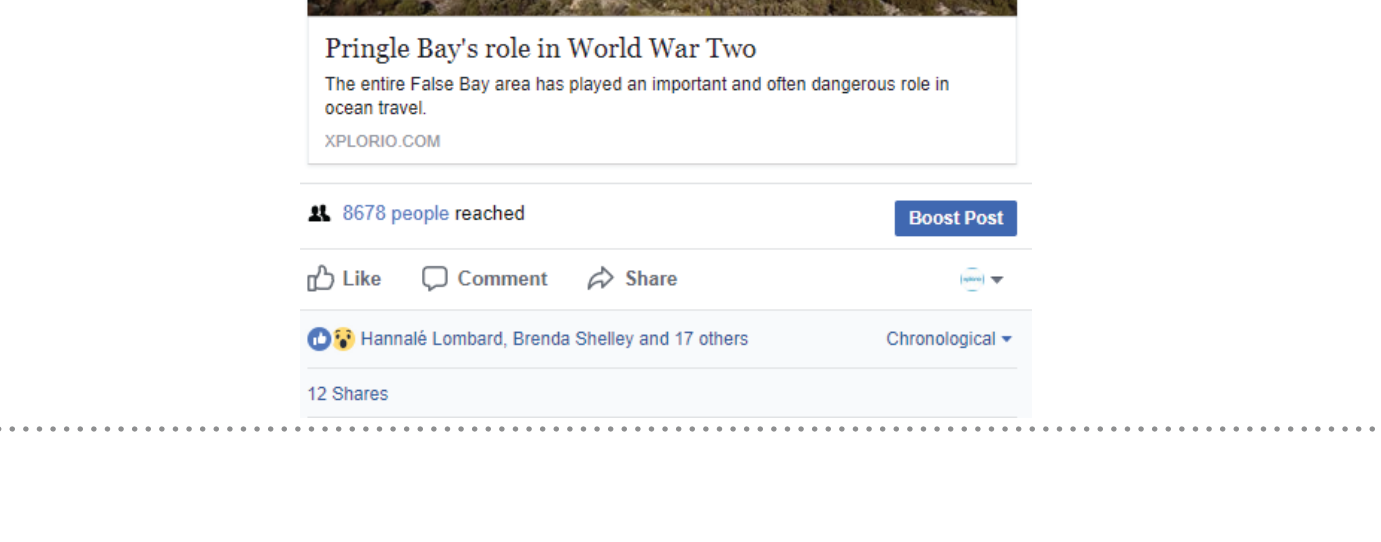 Pringle Bay's role in World War Two
The entire False Bay area has played an important and often dangerous role in
ocean travel.
XPLORIO.COM
8678 people reached
Boost Post
Like Comment Share
Hannalé Lombard, Brenda Shelley and 17 others
Chronological
12 Shares